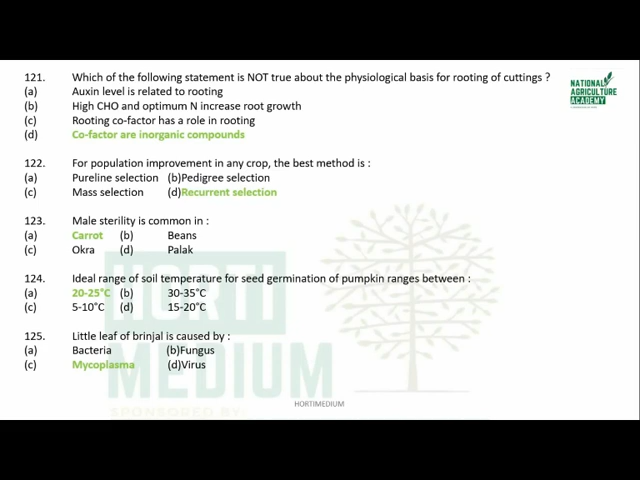 121. Which of the following statement is NOT true about the physiological basis for rooting of cuttings ?
(a) Auxin level is related to rooting
(b) High CHO and optimum N increase root growth
(c) Rooting co-factor has a role in rooting
(d) Co-factor are inorganic compounds
NATIONAL
AGRICULTURE
ACADEMY
122. For population improvement in any crop, the best method is :
(a) Pureline selection (b)Pedigree selection
(c) Mass selection (d)Recurrent selection
123. Male sterility is common in :
(a) Carrot (b) Beans
(c) Okra (d) Palak
124. Ideal range of soil temperature for seed germination of pumpkin ranges between :
(a) 20-25°C (b) 30-35°C
(c) 5-10°C (d) 15-20°C
125. Little leaf of brinjal is caused by :
(a) Bacteria (b)Fungus
(c) Mycoplasma (d)Virus
HORTI
MEDIUM
SPONSORED BY:
HORTIMEDIUM